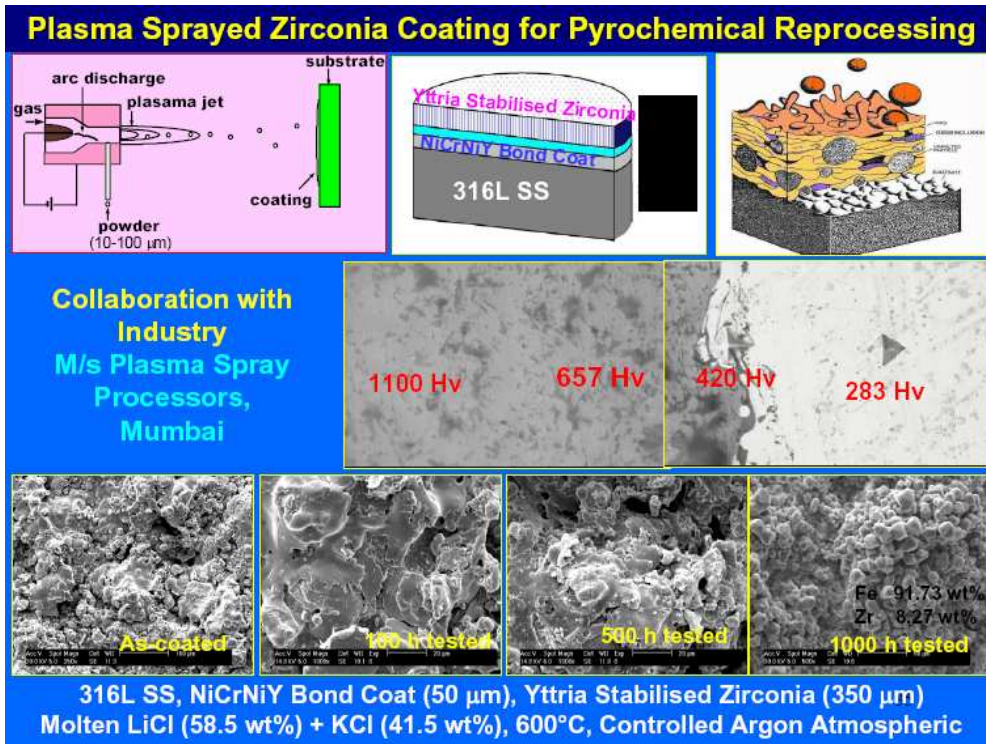 Plasma Sprayed Zirconia Coating for Pyrochemical Reprocessing
substrate
arc discharge
gas
plasama jet
coating
powder
(10-100 µm)
Yttria Stabilised Zirconia
NiCrNiY Bond Coat
316L SS
SUBSTRATE
Collaboration with
Industry
M/s Plasma Spray
Processors,
Mumbai
1100 Hv
657 Hv
420 Hv
283 Hv
As-coated
100 h tested
500 h tested
Fe 91.73 wt%
Zr 8.27 wt%
1000 h tested
316L SS, NiCrNiY Bond Coat (50 µm), Yttria Stabilised Zirconia (350 µm)
Molten LiCl (58.5 wt%) + KCl (41.5 wt%), 600°C, Controlled Argon Atmospheric